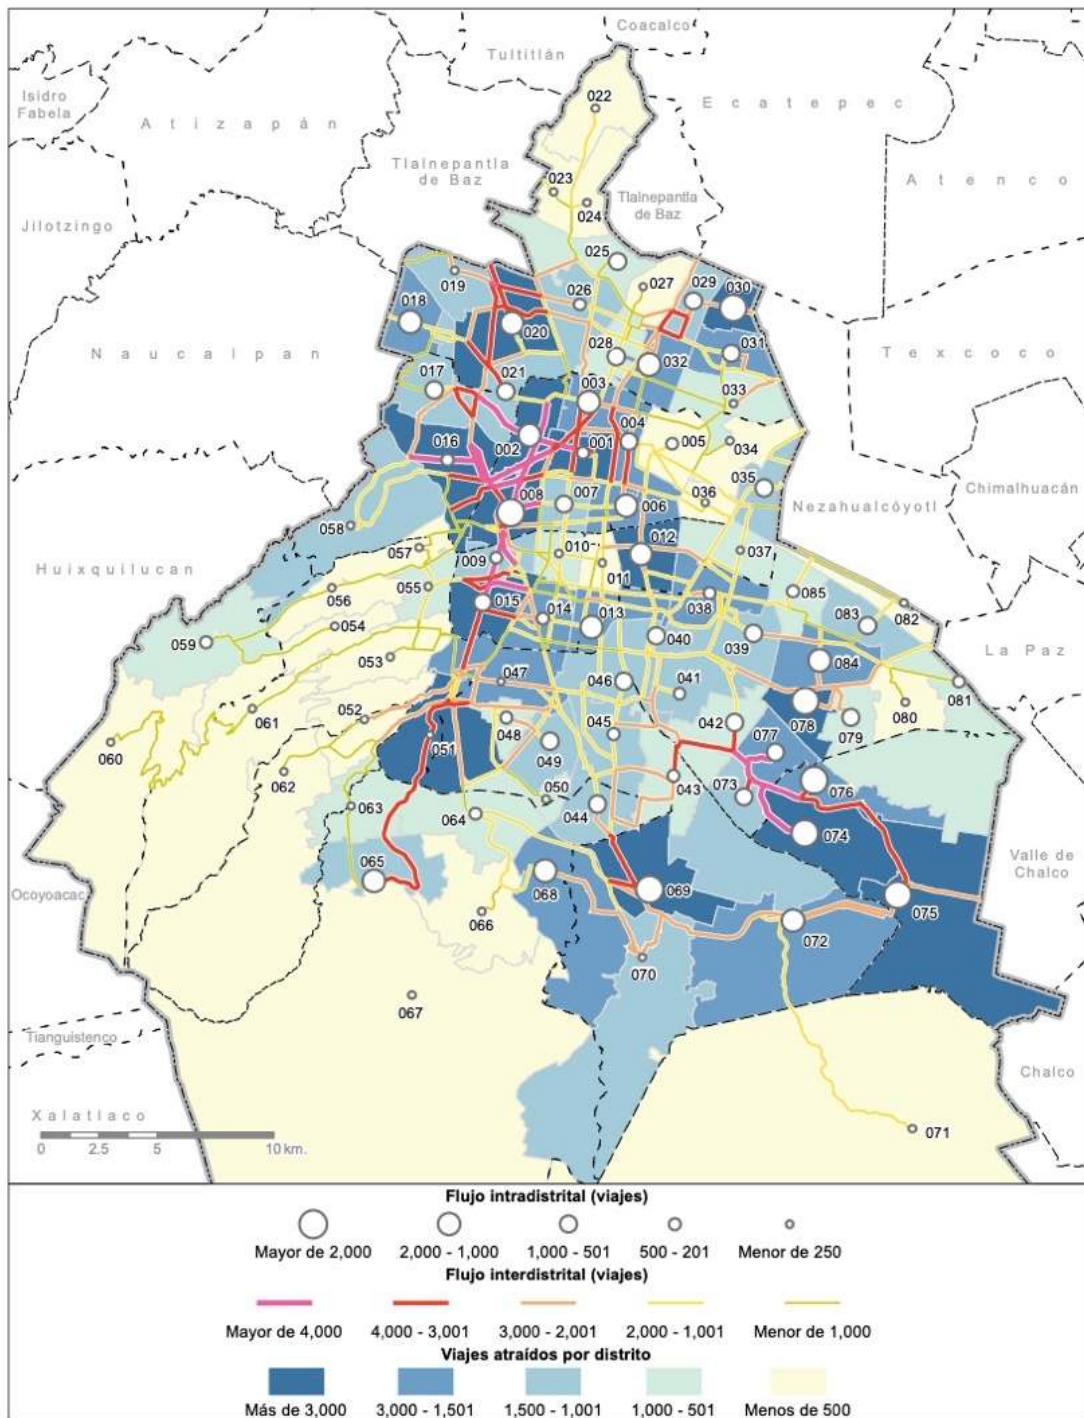 Coacalco
Tultitlán
Isidro
Fabela
Ecatepec
Atizapán
022
Tlalnepantla
de Baz
Atenco
023
024
Tlalnepantla
de Baz
Jilotzingo
025
019
027
029
030
026
018
020
Naucalpan
031
Texcoco
028
032
017
021
003
033
004
002
001
005
034
016
035
Chimalhuacán
008
007
006
036
Nezahualcóyotl
058
012
057
010
037
Huixquilucan
009
011
055
056
085
038
083
082
015
014
013
054
059
040
039
La Paz
053
084
047
046
041
081
061
052
045
042
078
080
060
051
048
077
079
049
062
043
050
073
076
063
064
044
074
Valle de
Chalco
065
Ocoyoacac
068
069
075
066
072
070
067
Tianguistenco
Chalco
Xalatlaco
071
0 2.5 5 10 km.
Flujo intradistrital (viajes)
Mayor de 2,000 2,000 - 1,000 1,000 - 501 500 - 201 Menor de 250
Flujo interdistrital (viajes)
Mayor de 4,000 4,000 - 3,001 3,000 - 2,001 2,000 - 1,001 Menor de 1,000
Viajes atraídos por distrito
Más de 3,000 3,000 - 1,501 1,500 - 1,001 1,000 - 501 Menos de 500